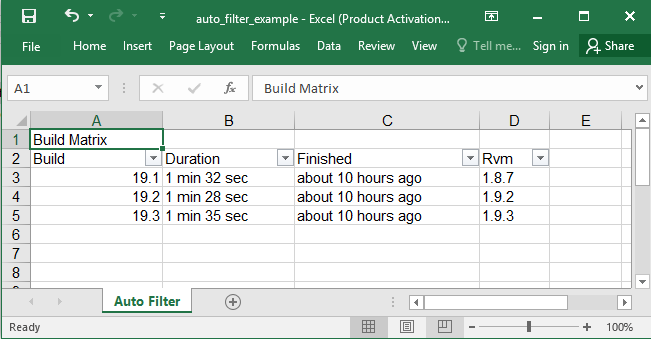 auto_filter_example - Excel (Product Activation...
File Home Insert Page Layout Formulas Data Review View Tell me... Sign in Share
A1 fx Build Matrix
A B C D E
1 Build Matrix
2 Build Duration Finished Rvm
3 19.1 1 min 32 sec about 10 hours ago 1.8.7
4 19.2 1 min 28 sec about 10 hours ago 1.9.2
5 19.3 1 min 35 sec about 10 hours ago 1.9.3
6
7
8
Auto Filter
Ready 100%